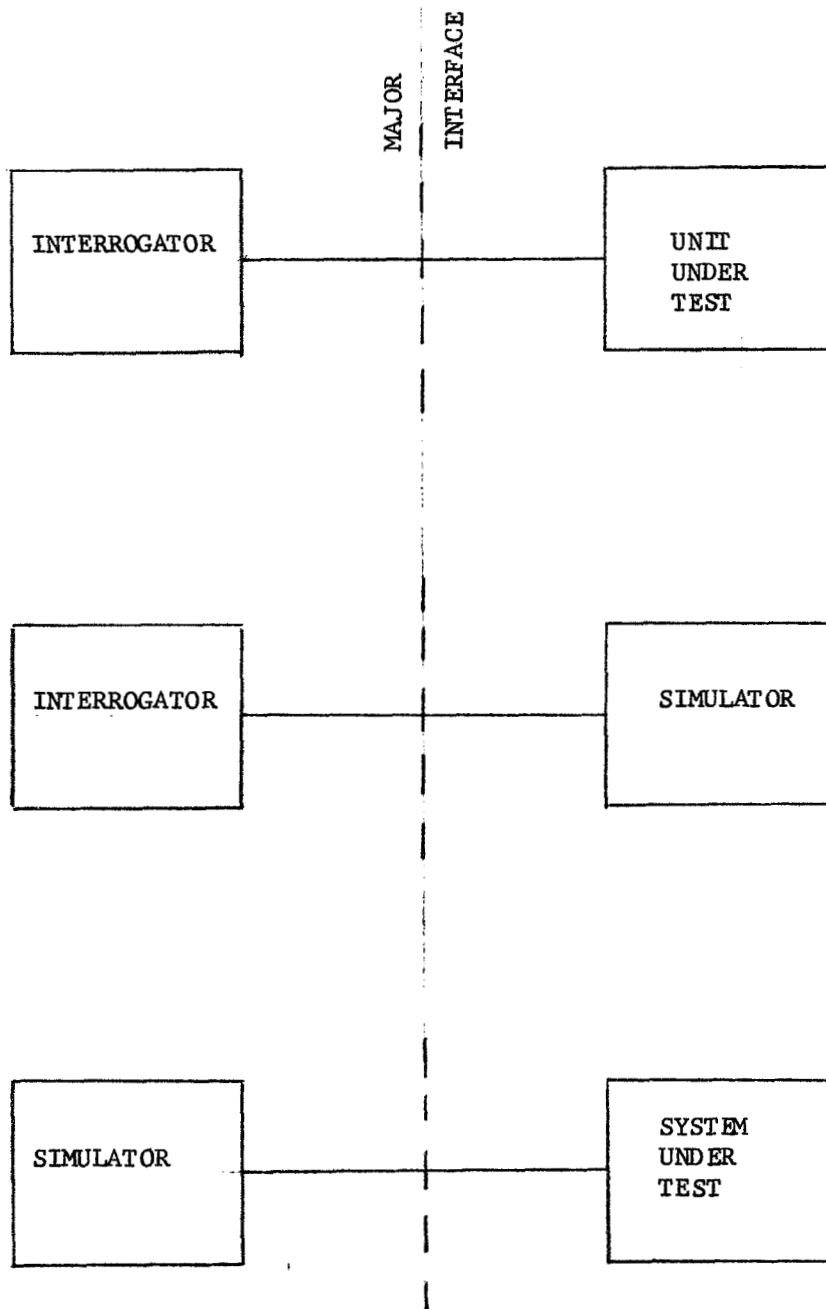 MAJOR
INTERFACE
INTERROGATOR
UNIT
UNDER
TEST
INTERROGATOR
SIMULATOR
SIMULATOR
SYSTEM
UNDER
TEST